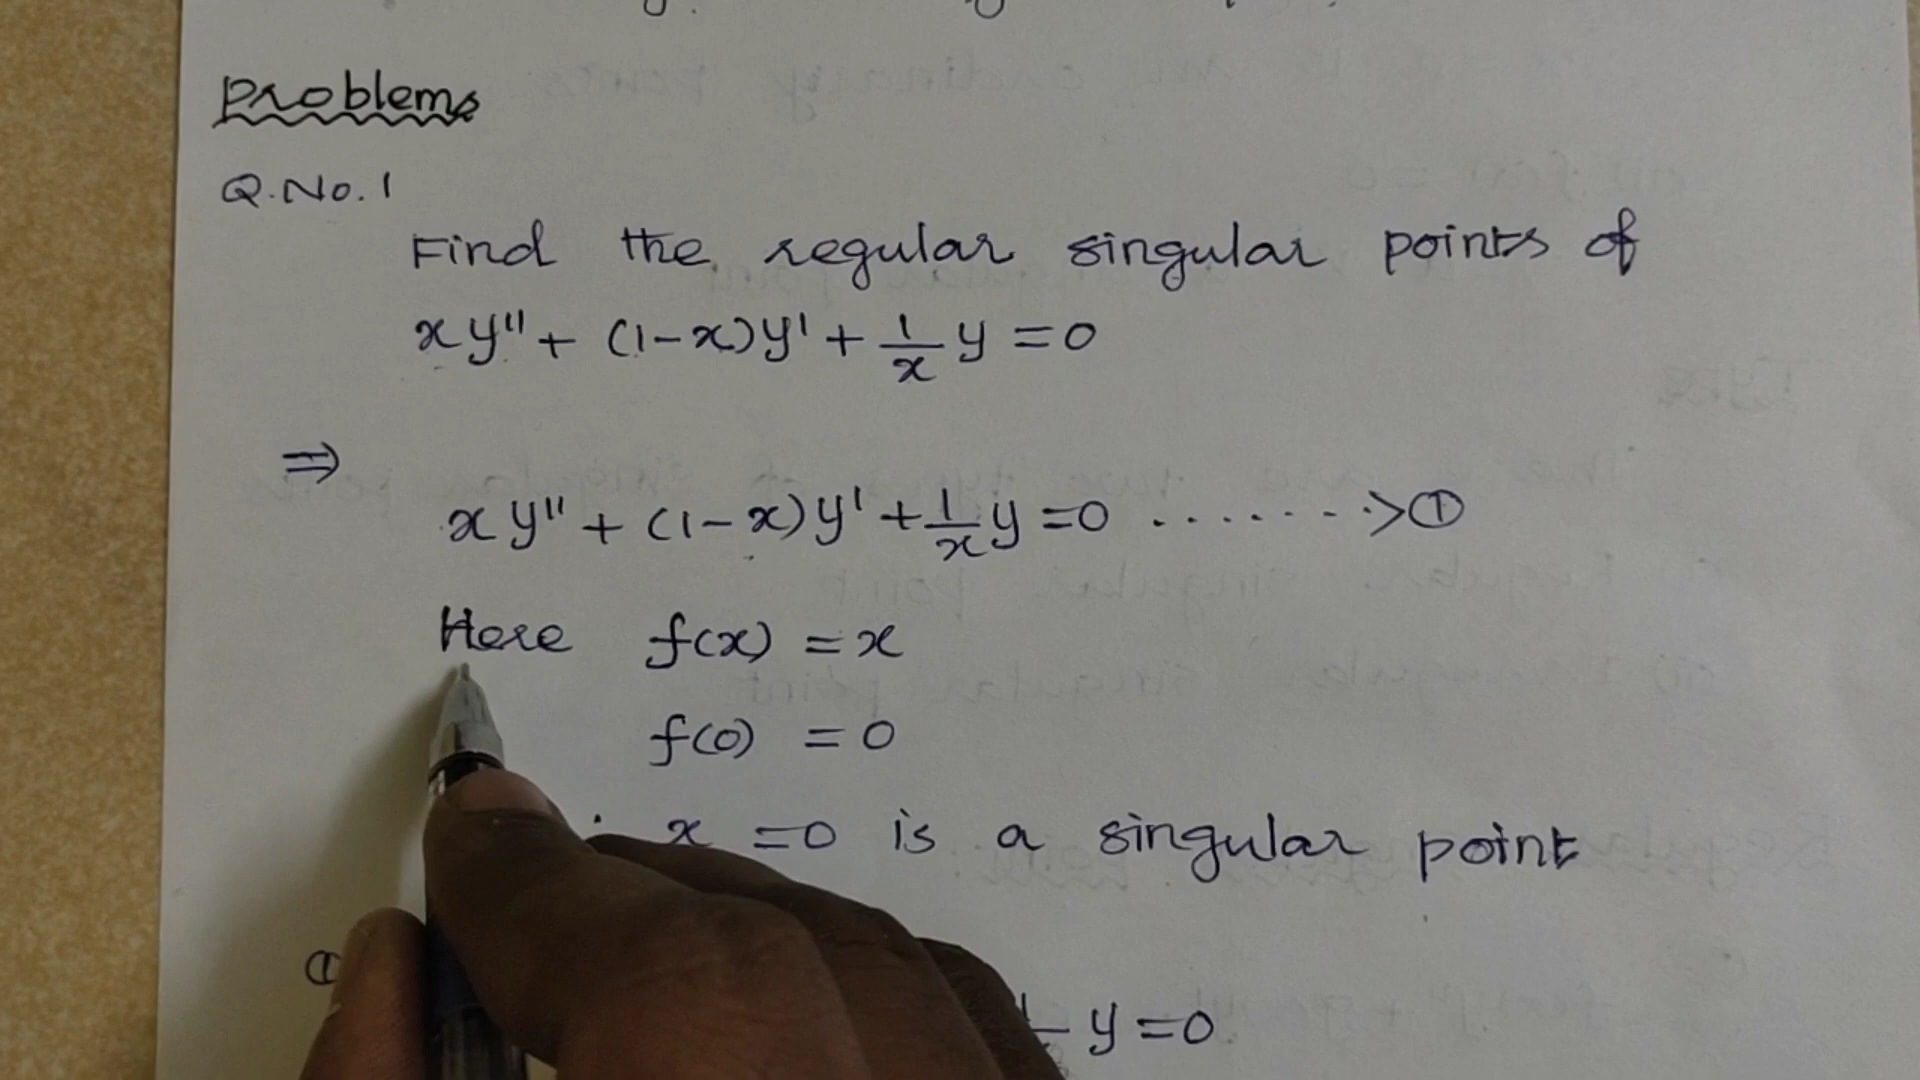 Problems
Q.No.1
Find the regular singular points of
xy" + (1-x)y' + 1/x y = 0
⇒
xy" + (1-x)y' + 1/x y = 0 .......>①
Here f(x) = x
f(0) = 0
x = 0 is a singular point
①
y = 0